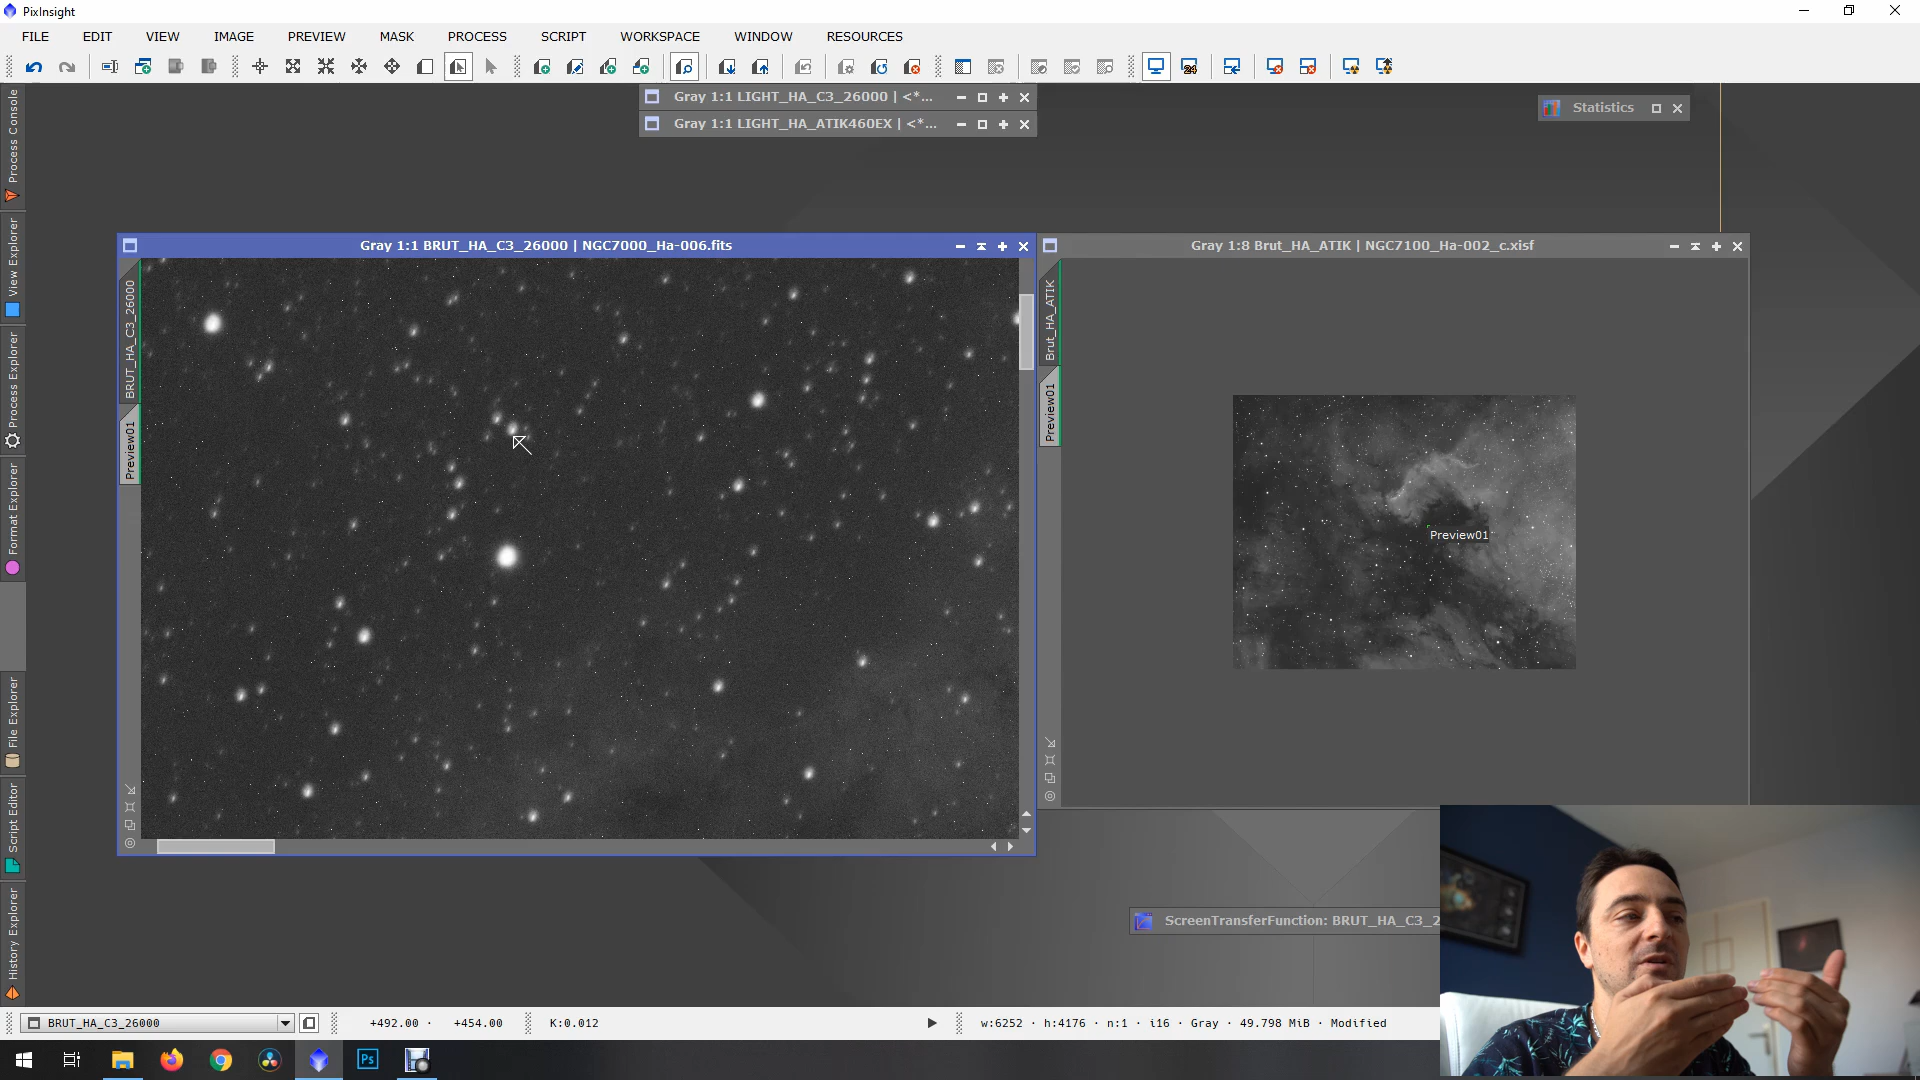 PixInsight
FILE EDIT VIEW IMAGE PREVIEW MASK PROCESS SCRIPT WORKSPACE WINDOW RESOURCES
24
Process Console
View Explorer
Process Explorer
Format Explorer
File Explorer
Script Editor
History Explorer
Gray 1:1 LIGHT_HA_C3_26000 | <*...
Gray 1:1 LIGHT_HA_ATIK460EX | <*...
Statistics
Gray 1:1 BRUT_HA_C3_26000 | NGC7000_Ha-006.fits
BRUT_HA_C3_26000
Preview01
Gray 1:8 Brut_HA_ATIK | NGC7100_Ha-002_c.xisf
Brut_HA_ATIK
Preview01
Preview01
ScreenTransferFunction: BRUT_HA_C3_2
BRUT_HA_C3_26000
+492.00 · +454.00
K:0.012
w:6252 · h:4176 · n:1 · i16 · Gray · 49.798 MiB · Modified
Ps